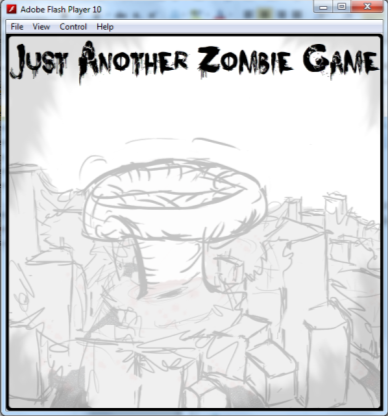 Adobe Flash Player 10
File View Control Help
Just Another Zombie Game